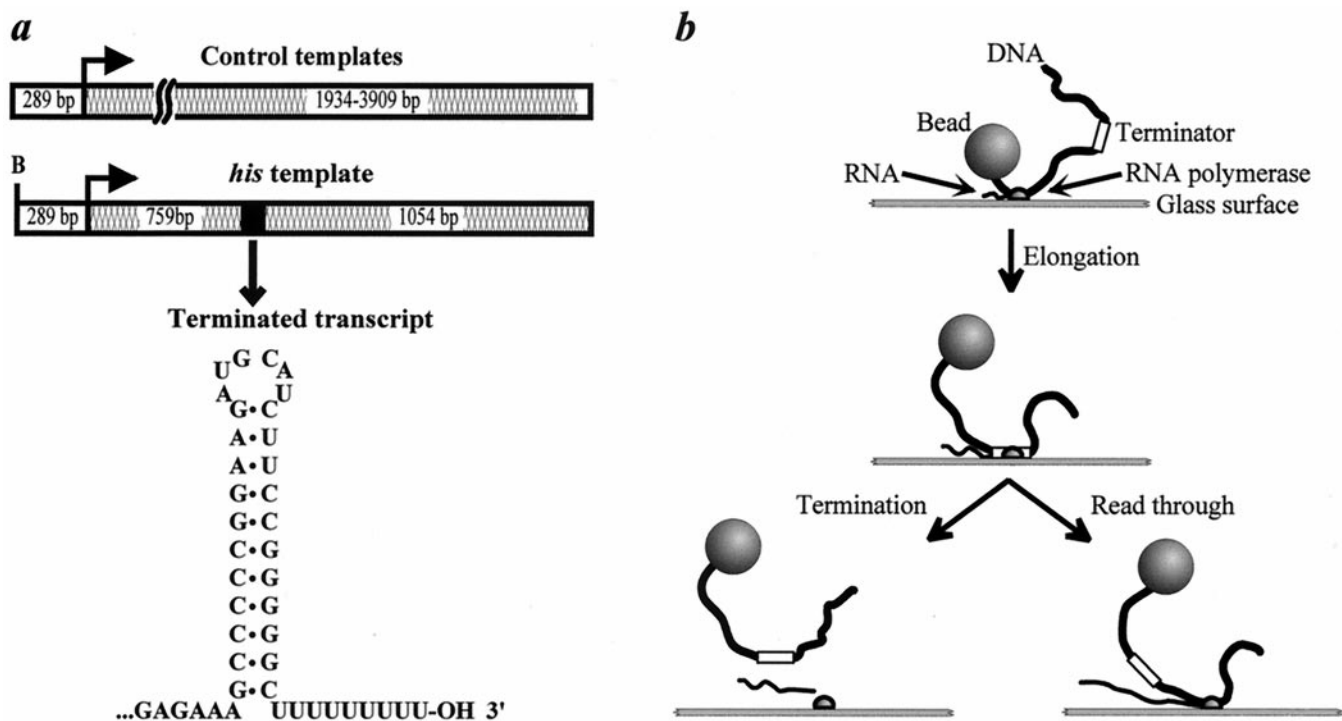 a
Control templates
289 bp 1934-3909 bp
B
his template
289 bp 759bp 1054 bp
Terminated transcript
G C
U A
A U
G•C
A•U
A•U
G•C
G•C
C•G
C•G
C•G
C•G
C•G
G•C
...GAGAAA UUUUUUUUU-OH 3'
b
DNA
Bead
Terminator
RNA
RNA polymerase
Glass surface
Elongation
Termination
Read through